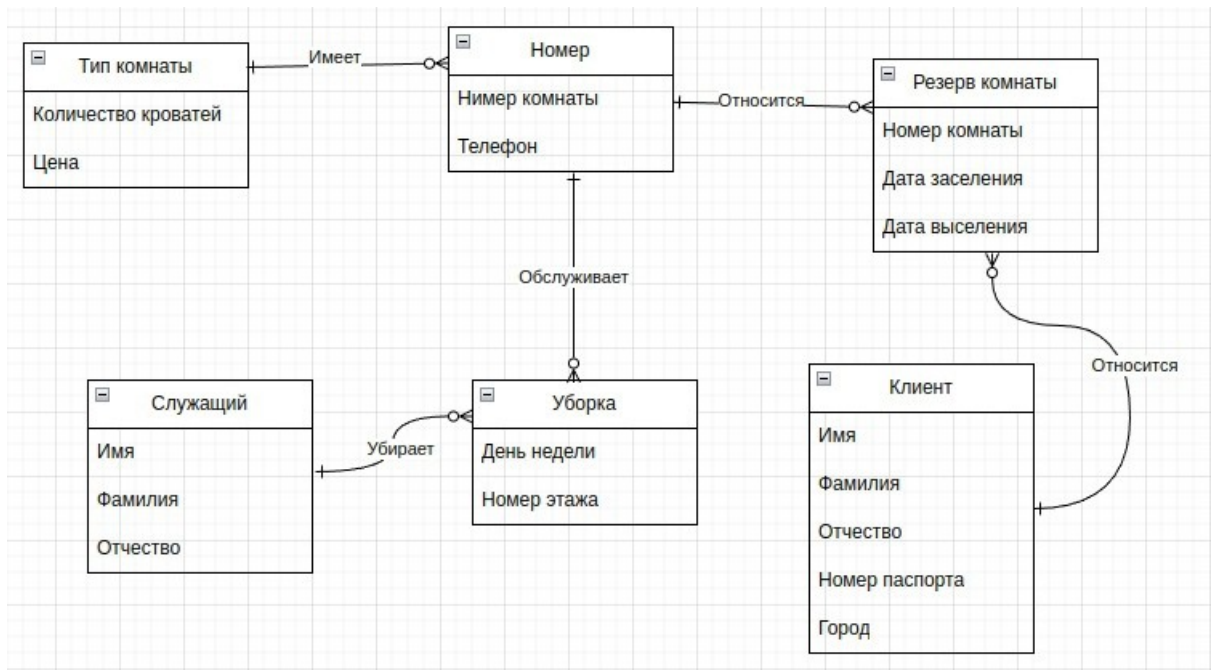 Тип комнаты
Количество кроватей
Цена
Имеет
Номер
Нимер комнаты
Телефон
Относится
Резерв комнаты
Номер комнаты
Дата заселения
Дата выселения
Обслуживает
Относится
Служащий
Имя
Фамилия
Отчество
Убирает
Уборка
День недели
Номер этажа
Клиент
Имя
Фамилия
Отчество
Номер паспорта
Город